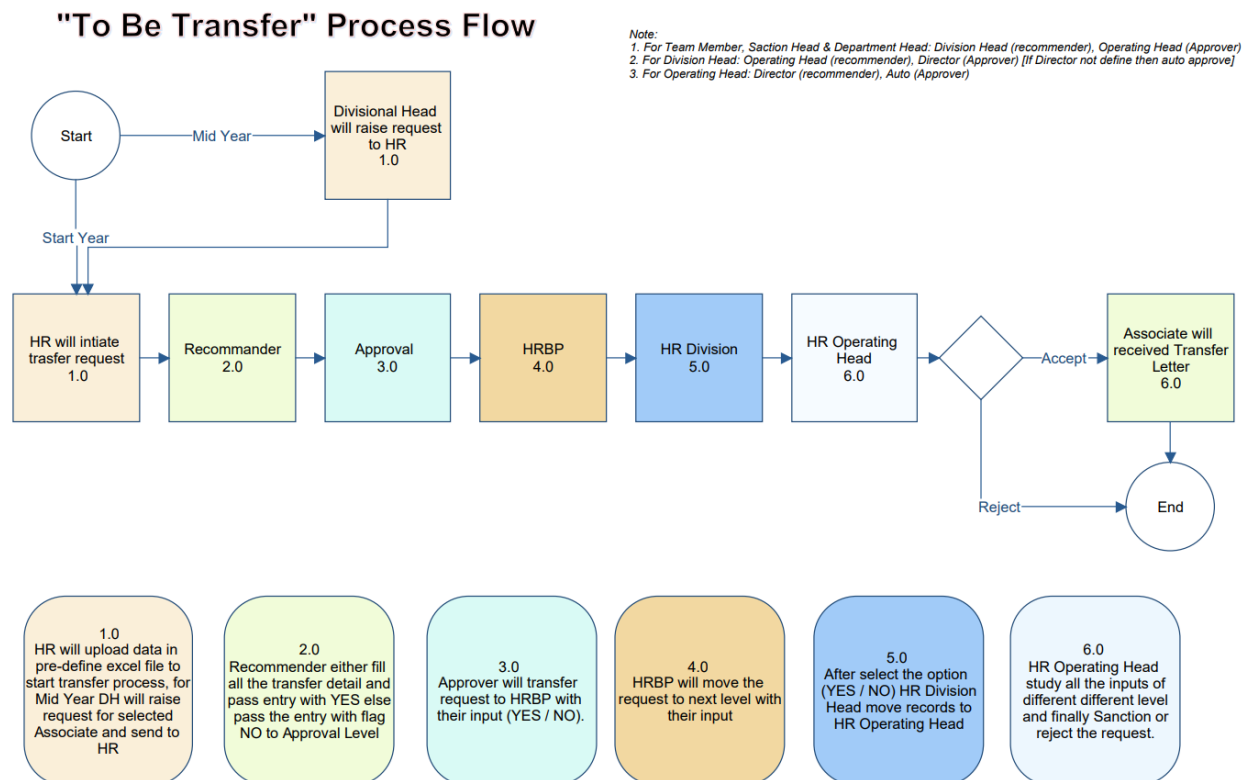 "To Be Transfer" Process Flow
Note:
1. For Team Member, Saction Head & Department Head: Division Head (recommender), Operating Head (Approver)
2. For Division Head: Operating Head (recommender), Director (Approver) [If Director not define then auto approve]
3. For Operating Head: Director (recommender), Auto (Approver)
Start
Mid Year
Divisional Head
will raise request
to HR
1.0
Start Year
HR will intiate
trasfer request
1.0
Recommander
2.0
Approval
3.0
HRBP
4.0
HR Division
5.0
HR Operating
Head
6.0
Accept
Associate will
received Transfer
Letter
6.0
Reject
End
1.0
HR will upload data in
pre-define excel file to
start transfer process, for
Mid Year DH will raise
request for selected
Associate and send to
HR
2.0
Recommender either fill
all the transfer detail and
pass entry with YES else
pass the entry with flag
NO to Approval Level
3.0
Approver will transfer
request to HRBP with
their input (YES / NO).
4.0
HRBP will move the
request to next level with
their input
5.0
After select the option
(YES / NO) HR Division
Head move records to
HR Operating Head
6.0
HR Operating Head
study all the inputs of
different different level
and finally Sanction or
reject the request.